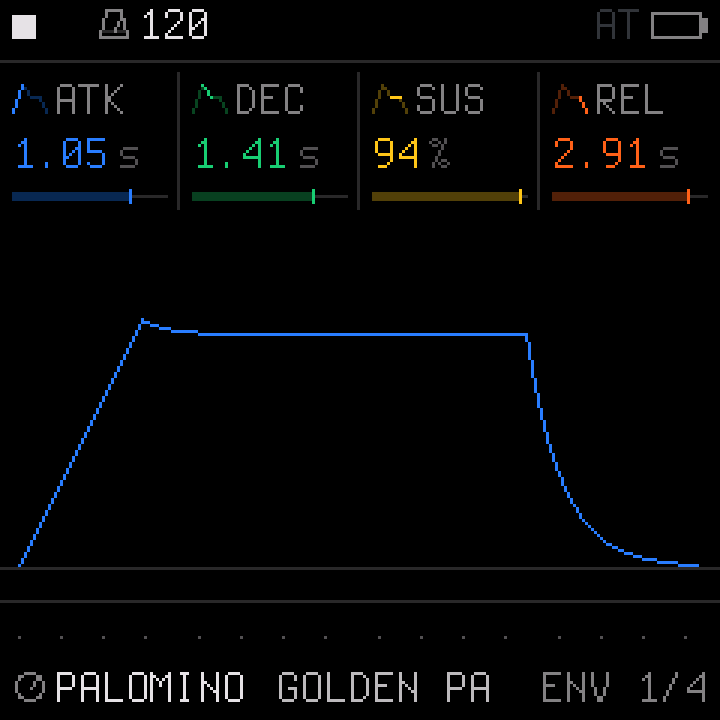 120 AT
ATK DEC SUS REL
1.05 s 1.41 s 94 % 2.91 s
PALOMINO GOLDEN PA ENV 1/4